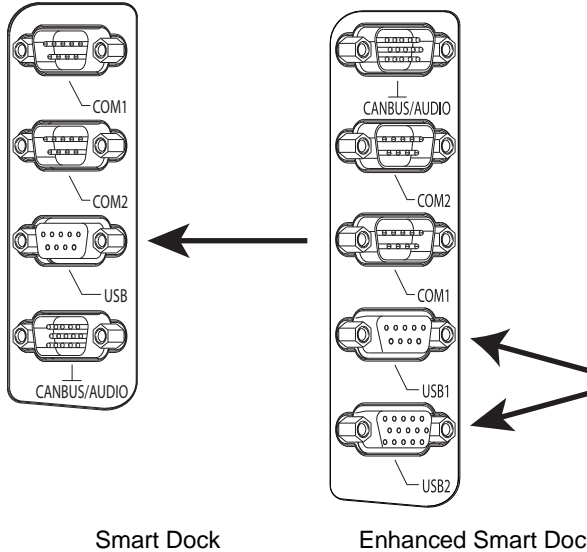 COM1
COM2
USB
CANBUS/AUDIO
CANBUS/AUDIO
COM2
COM1
USB1
USB2
Smart Dock
Enhanced Smart Doc